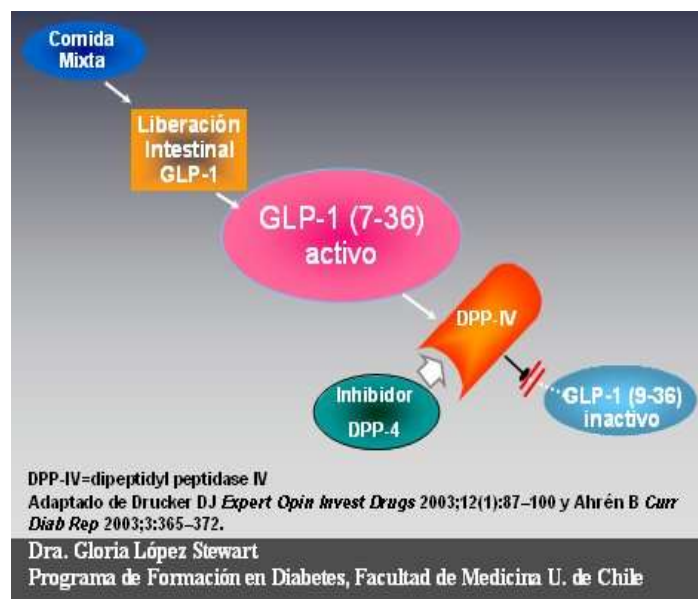 Comida
Mixta
Liberación
Intestinal
GLP-1
GLP-1 (7-36)
activo
DPP-IV
Inhibidor
DPP-4
GLP-1 (9-36)
inactivo
DPP-IV=dipeptidyl peptidase IV
Adaptado de Drucker DJ Expert Opin Invest Drugs 2003;12(1):87–100 y Ahrén B Curr
Diab Rep 2003;3:365–372.
Dra. Gloria López Stewart
Programa de Formación en Diabetes, Facultad de Medicina U. de Chile